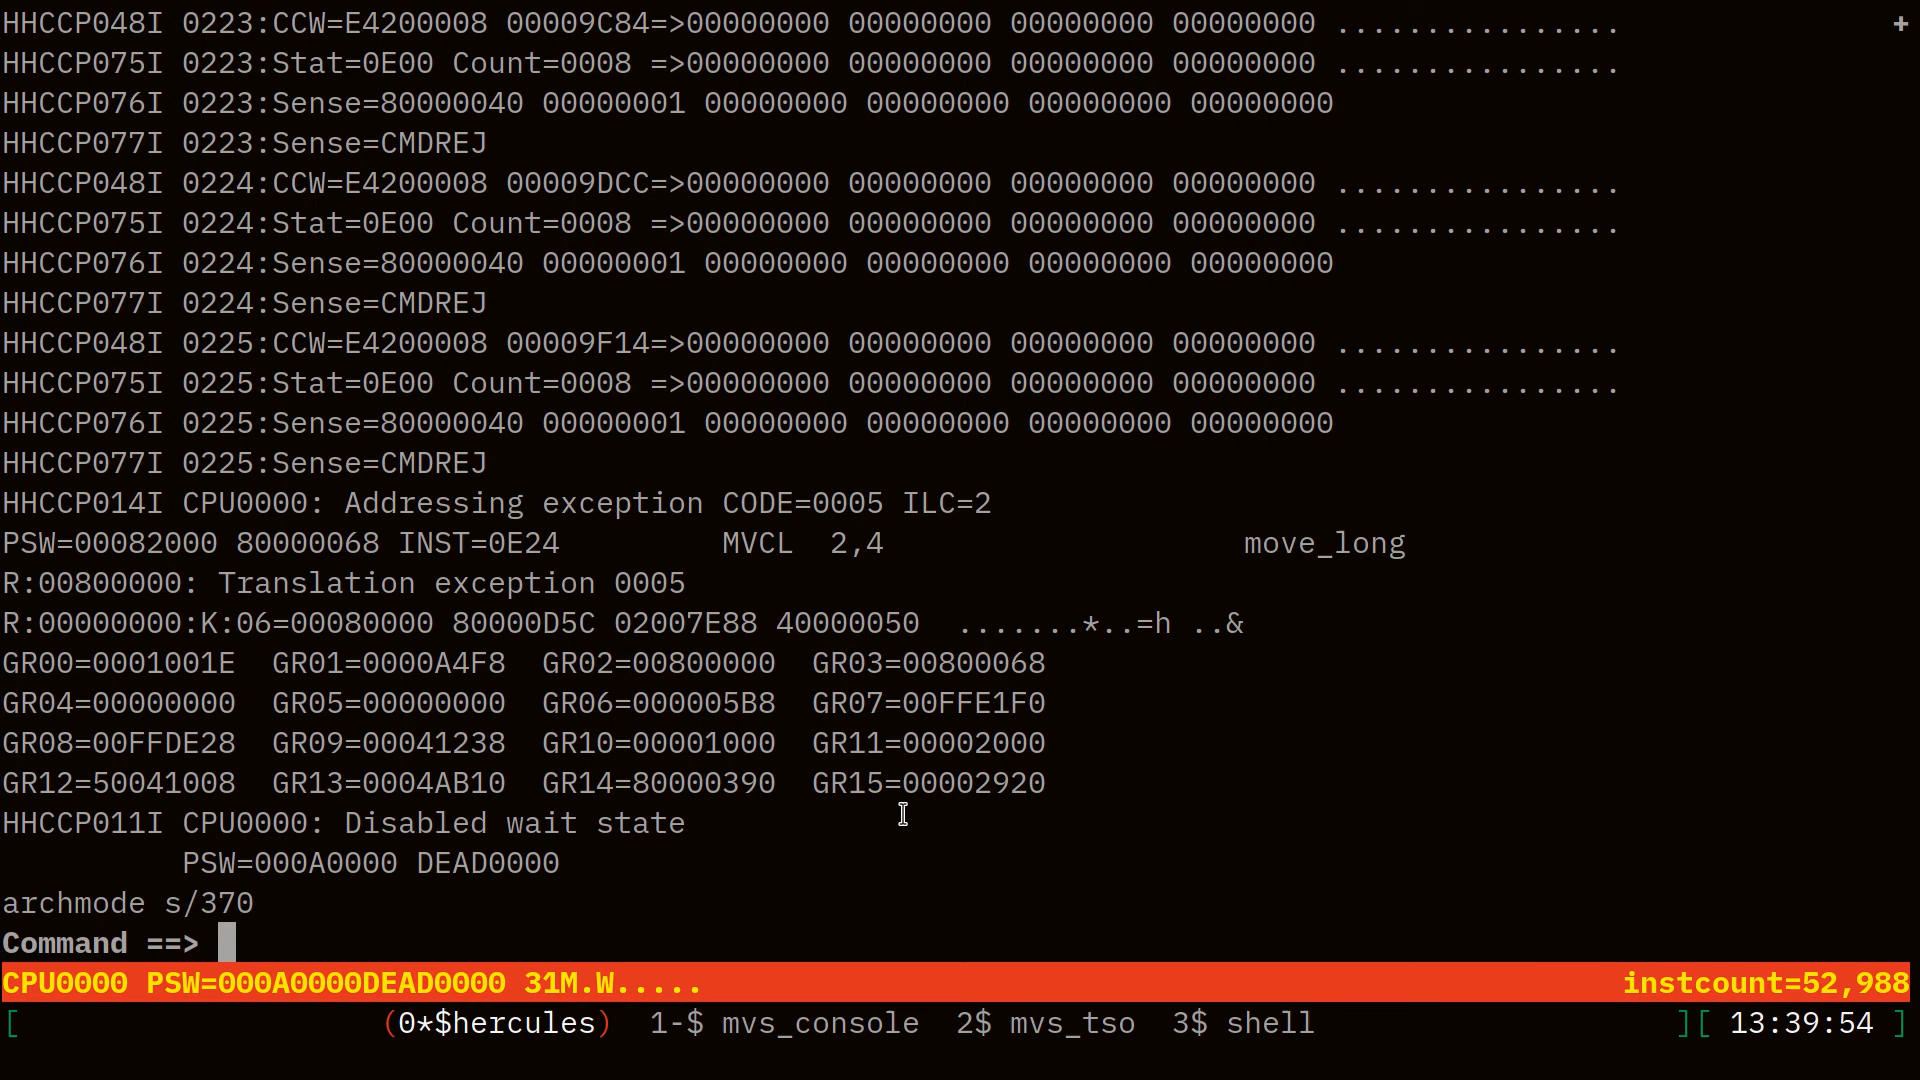 HHCCP048I 0223:CCW=E4200008 00009C84=>00000000 00000000 00000000 00000000 ................ +
HHCCP075I 0223:Stat=0E00 Count=0008 =>00000000 00000000 00000000 00000000 ................
HHCCP076I 0223:Sense=80000040 00000001 00000000 00000000 00000000 00000000
HHCCP077I 0223:Sense=CMDREJ
HHCCP048I 0224:CCW=E4200008 00009DCC=>00000000 00000000 00000000 00000000 ................
HHCCP075I 0224:Stat=0E00 Count=0008 =>00000000 00000000 00000000 00000000 ................
HHCCP076I 0224:Sense=80000040 00000001 00000000 00000000 00000000 00000000
HHCCP077I 0224:Sense=CMDREJ
HHCCP048I 0225:CCW=E4200008 00009F14=>00000000 00000000 00000000 00000000 ................
HHCCP075I 0225:Stat=0E00 Count=0008 =>00000000 00000000 00000000 00000000 ................
HHCCP076I 0225:Sense=80000040 00000001 00000000 00000000 00000000 00000000
HHCCP077I 0225:Sense=CMDREJ
HHCCP014I CPU0000: Addressing exception CODE=0005 ILC=2
PSW=00082000 80000068 INST=0E24         MVCL  2,4                    move_long
R:00800000: Translation exception 0005
R:00000000:K:06=00080000 80000D5C 02007E88 40000050  .......*..=h ..&
GR00=0001001E  GR01=0000A4F8  GR02=00800000  GR03=00800068
GR04=00000000  GR05=00000000  GR06=000005B8  GR07=00FFE1F0
GR08=00FFDE28  GR09=00041238  GR10=00001000  GR11=00002000
GR12=50041008  GR13=0004AB10  GR14=80000390  GR15=00002920
HHCCP011I CPU0000: Disabled wait state
          PSW=000A0000 DEAD0000
archmode s/370
Command ==>
CPU0000 PSW=000A0000DEAD0000 31M.W..... instcount=52,988
[ (0*$hercules)  1-$ mvs_console  2$ mvs_tso  3$ shell ][ 13:39:54 ]